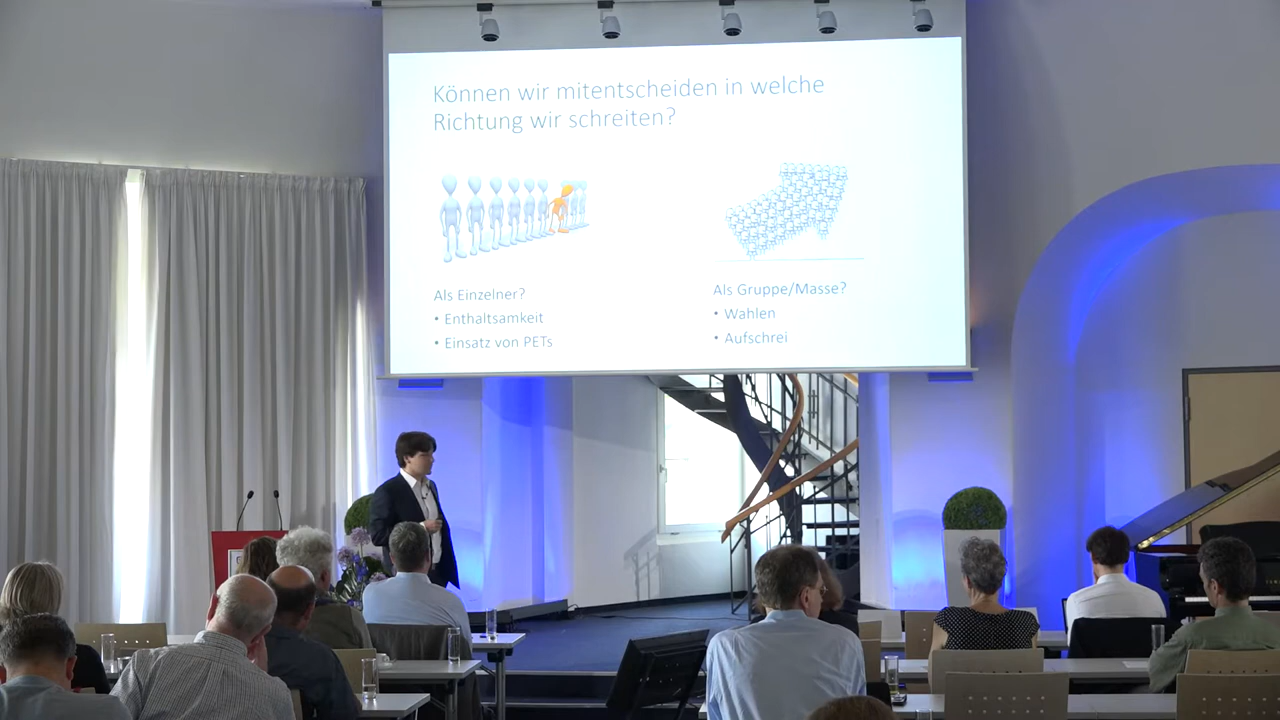 Können wir mitentscheiden in welche
Richtung wir schreiten?
Als Einzelner?
• Enthaltsamkeit
• Einsatz von PETs
Als Gruppe/Masse?
• Wahlen
• Aufschrei